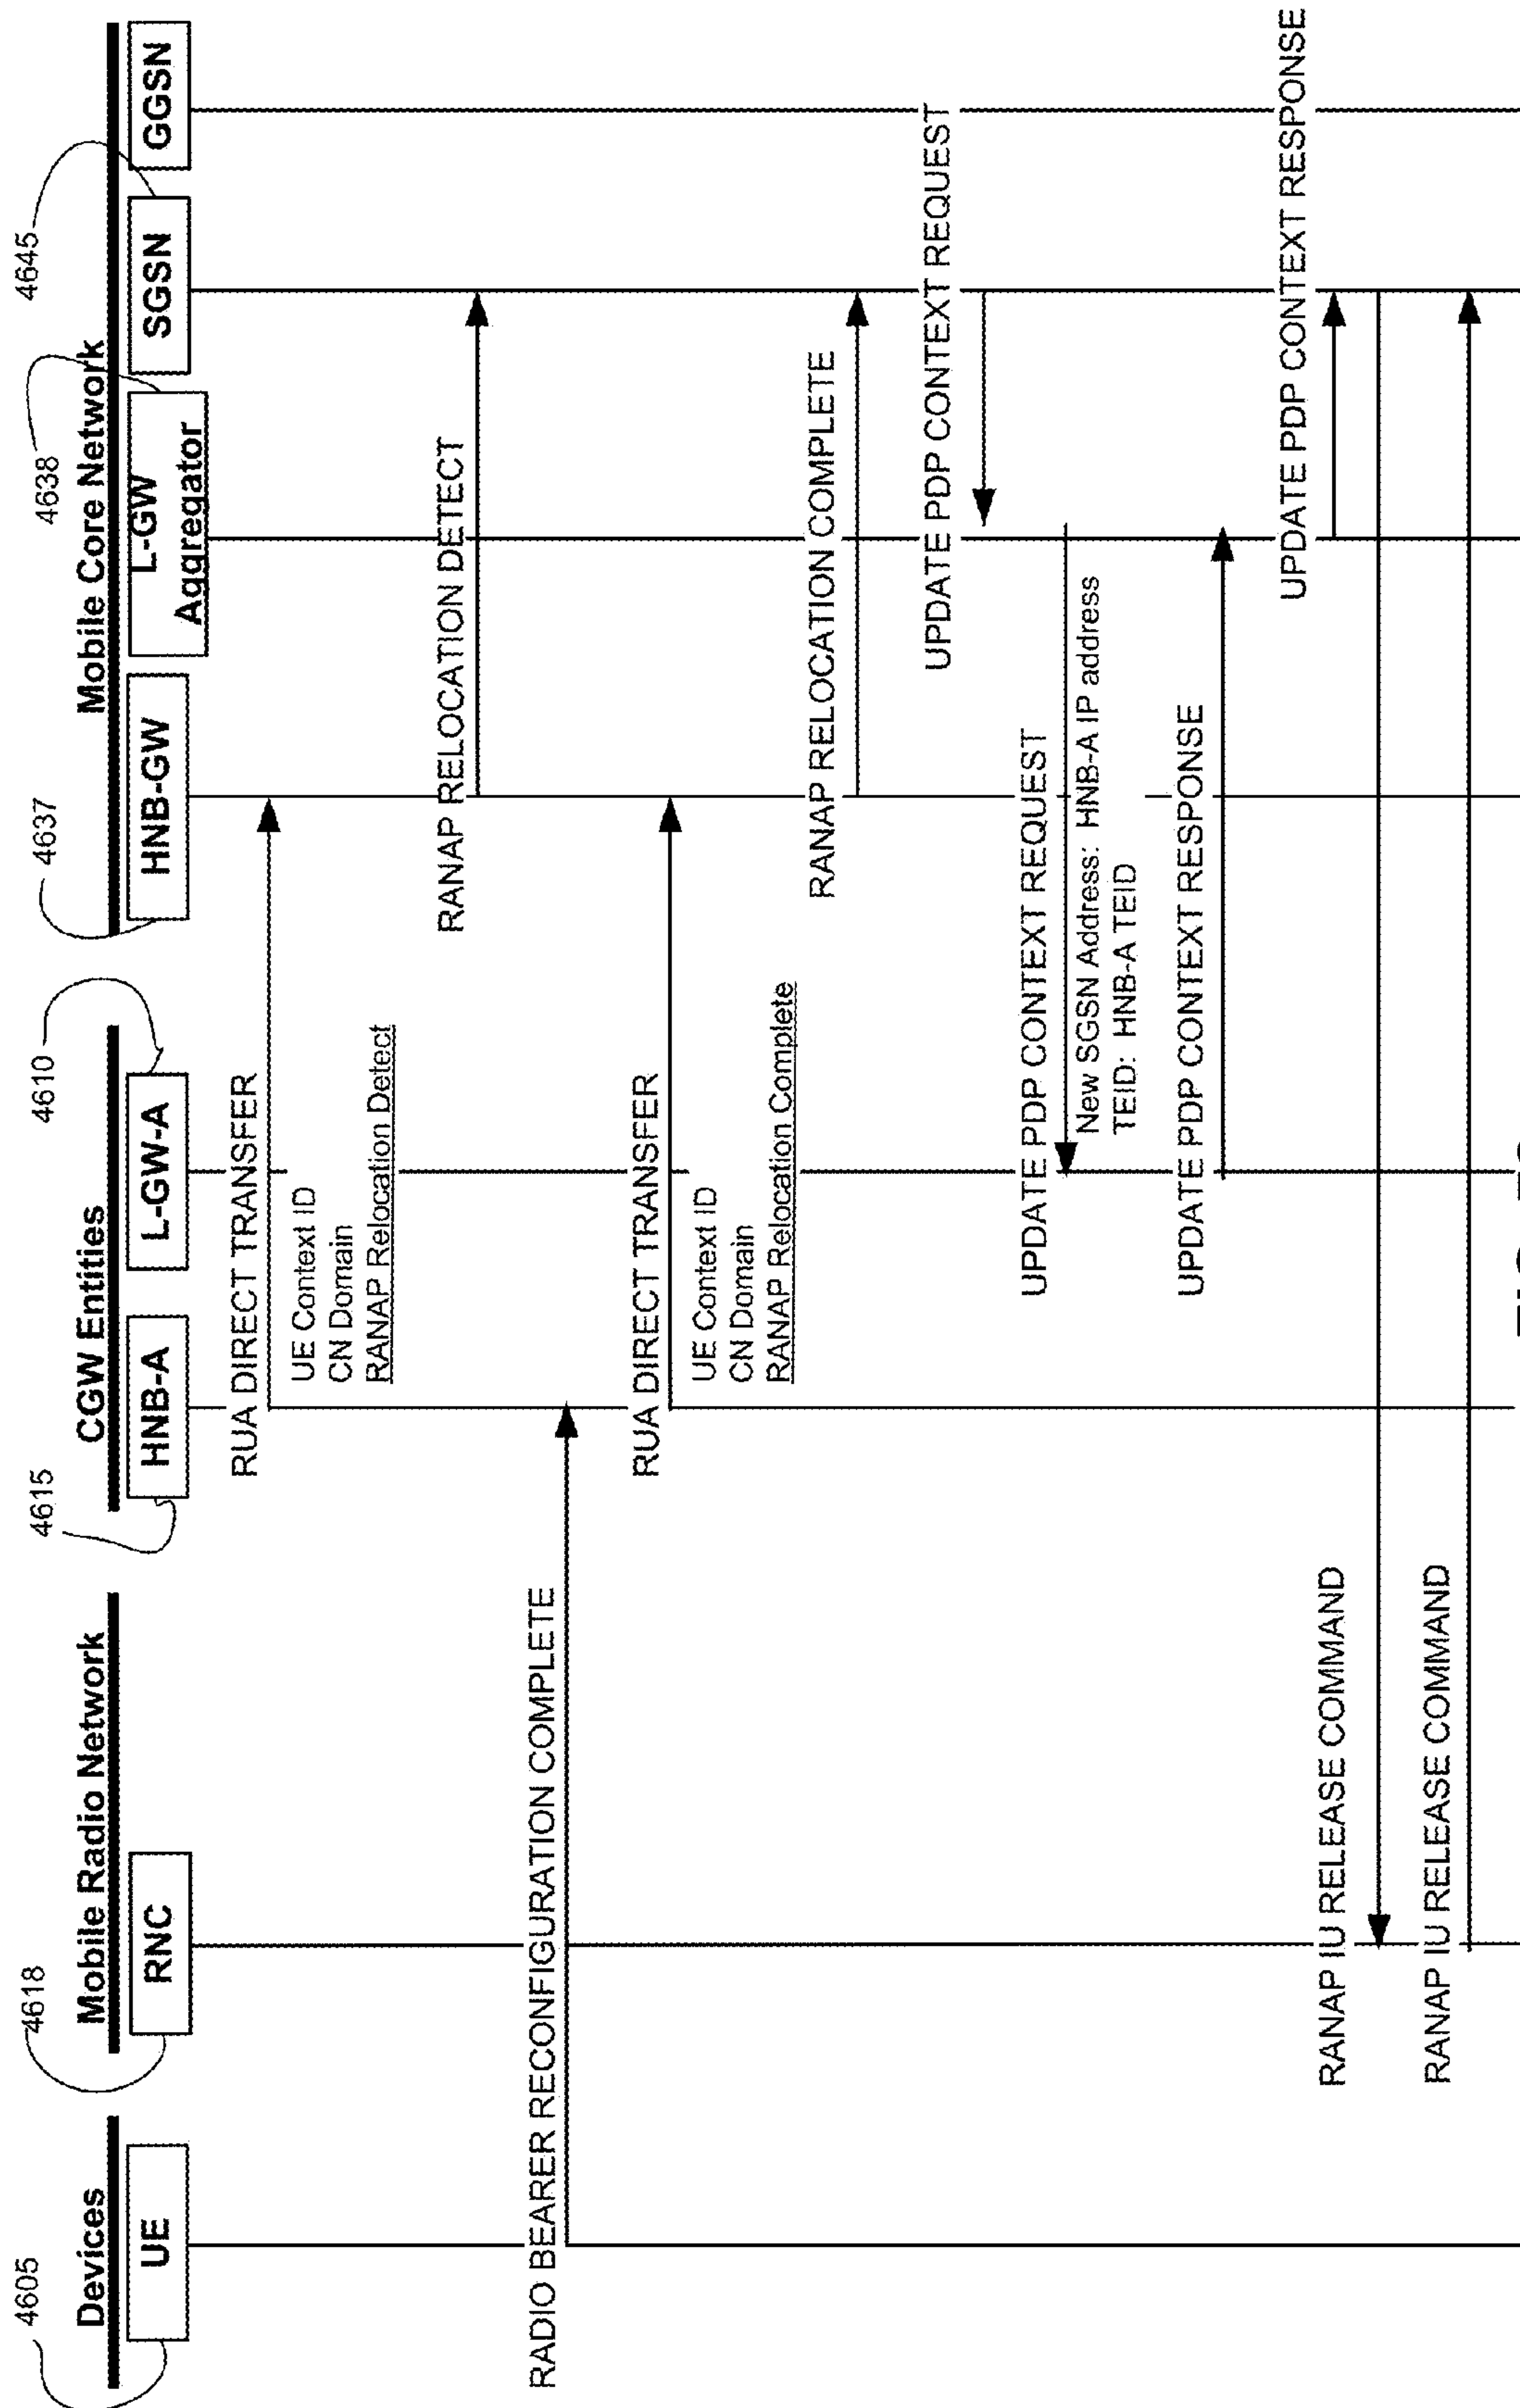 4605
4618
4615
4610
4637
4638
4645
Devices
Mobile Radio Network
CGW Entities
Mobile Core Network
UE
RNC
HNB-A
L-GW-A
HNB-GW
L-GW
Aggregator
SGSN
GGSN
RUA DIRECT TRANSFER
UE Context ID
CN Domain
RANAP Relocation Detect
RANAP RELOCATION DETECT
RADIO BEARER RECONFIGURATION COMPLETE
RUA DIRECT TRANSFER
UE Context ID
CN Domain
RANAP Relocation Complete
RANAP RELOCATION COMPLETE
UPDATE PDP CONTEXT REQUEST
UPDATE PDP CONTEXT REQUEST
New SGSN Address: HNB-A IP address
TEID: HNB-A TEID
UPDATE PDP CONTEXT RESPONSE
UPDATE PDP CONTEXT RESPONSE
RANAP IU RELEASE COMMAND
RANAP IU RELEASE COMMAND